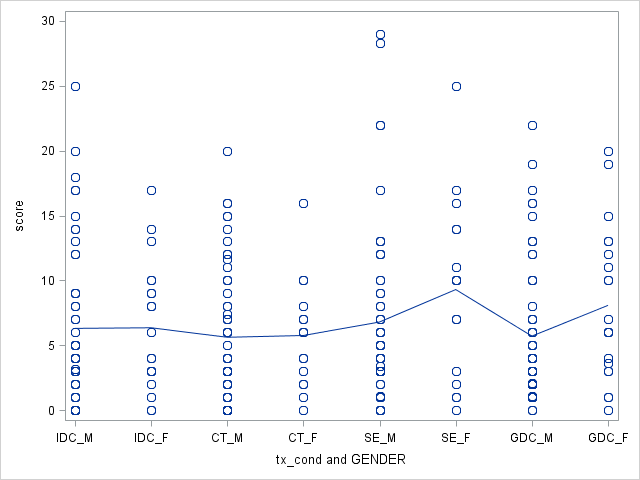 30
25
20
15
10
5
0
score
IDC_M IDC_F CT_M CT_F SE_M SE_F GDC_M GDC_F
tx_cond and GENDER